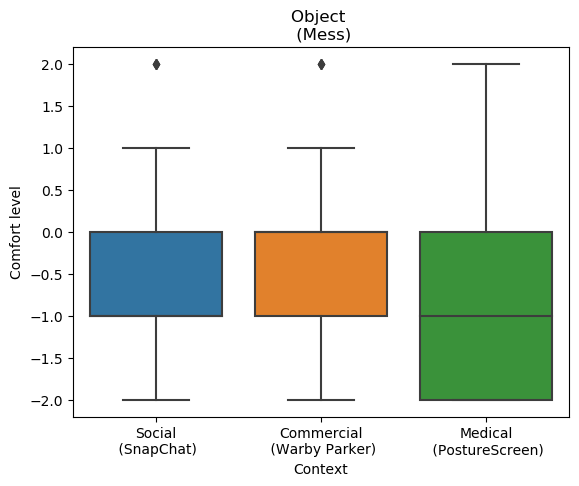 Object
(Mess)
Comfort level
2.0
1.5
1.0
0.5
0.0
−0.5
−1.0
−1.5
−2.0
Social Commercial Medical
(SnapChat) (Warby Parker) (PostureScreen)
Context